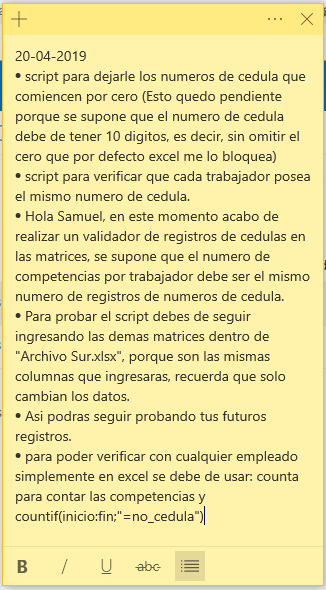 20-04-2019
• script para dejarle los numeros de cedula que
comiencen por cero (Esto quedo pendiente
porque se supone que el numero de cedula
debe de tener 10 digitos, es decir, sin omitir el
cero que por defecto excel me lo bloquea)
• script para verificar que cada trabajador posea
el mismo numero de cedula.
• Hola Samuel, en este momento acabo de
realizar un validador de registros de cedulas en
las matrices, se supone que el numero de
competencias por trabajador debe ser el mismo
numero de registros de numeros de cedula.
• Para probar el script debes de seguir
ingresando las demas matrices dentro de
"Archivo Sur.xlsx", porque son las mismas
columnas que ingresaras, recuerda que solo
cambian los datos.
• Asi podras seguir probando tus futuros
registros.
• para poder verificar con cualquier empleado
simplemente en excel se debe de usar: counta
para contar las competencias y
countif(inicio:fin;"=no_cedula")
B I U abc